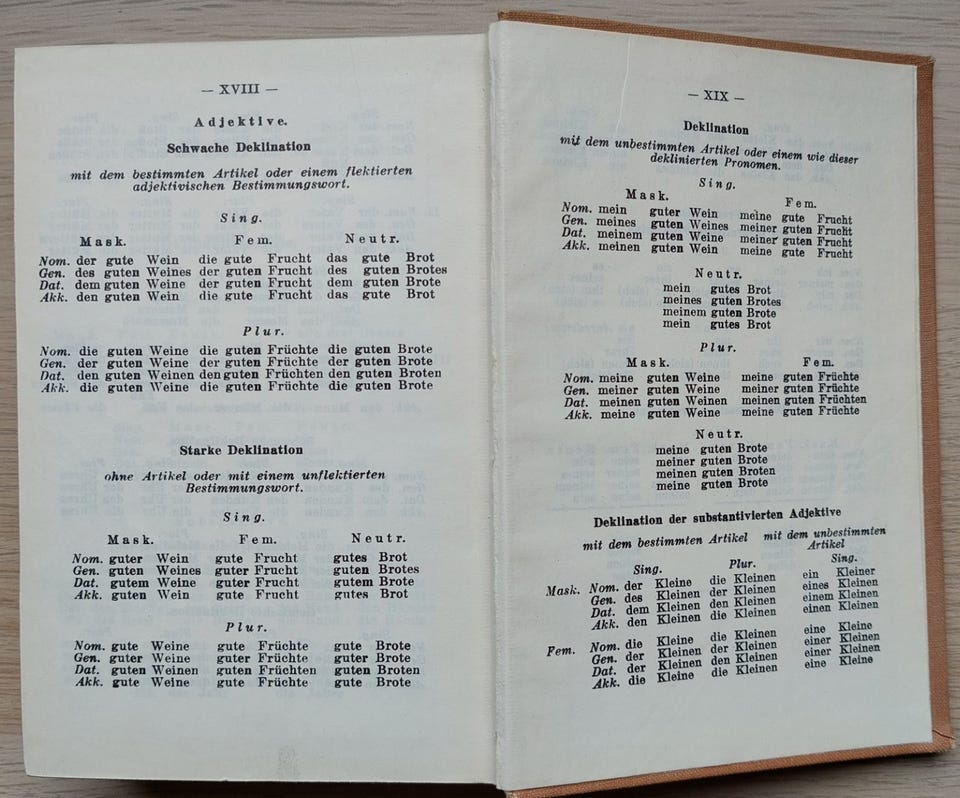 — XVIII —
Adjektive.
Schwache Deklination
mit dem bestimmten Artikel oder einem flektierten
adjektivischen Bestimmungswort.
Sing.
Mask. Fem. Neutr.
Nom. der gute Wein die gute Frucht das gute Brot
Gen. des guten Weines der guten Frucht des guten Brotes
Dat. dem guten Weine der guten Frucht dem guten Brote
Akk. den guten Wein die gute Frucht das gute Brot
Plur.
Nom. die guten Weine die guten Früchte die guten Brote
Gen. der guten Weine der guten Früchte der guten Brote
Dat. den guten Weinen den guten Früchten den guten Broten
Akk. die guten Weine die guten Früchte die guten Brote
Starke Deklination
ohne Artikel oder mit einem unflektierten
Bestimmungswort.
Sing.
Mask. Fem. Neutr.
Nom. guter Wein gute Frucht gutes Brot
Gen. guten Weines guter Frucht guten Brotes
Dat. gutem Weine guter Frucht gutem Brote
Akk. guten Wein gute Frucht gutes Brot
Plur.
Nom. gute Weine gute Früchte gute Brote
Gen. guter Weine guter Früchte guter Brote
Dat. guten Weinen guten Früchten guten Broten
Akk. gute Weine gute Früchte gute Brote
— XIX —
Deklination
mit dem unbestimmten Artikel oder einem wie dieser
deklinierten Pronomen.
Sing.
Mask. Fem.
Nom. mein guter Wein meine gute Frucht
Gen. meines guten Weines meiner guten Frucht
Dat. meinem guten Weine meiner guten Frucht
Akk. meinen guten Wein meine gute Frucht
Neutr.
mein gutes Brot
meines guten Brotes
meinem guten Brote
mein gutes Brot
Plur.
Mask. Fem.
Nom. meine guten Weine meine guten Früchte
Gen. meiner guten Weine meiner guten Früchte
Dat. meinen guten Weinen meinen guten Früchten
Akk. meine guten Weine meine guten Früchte
Neutr.
meine guten Brote
meiner guten Brote
meinen guten Broten
meine guten Brote
Deklination der substantivierten Adjektive
mit dem bestimmten Artikel mit dem unbestimmten
Artikel
Sing. Plur. Sing.
Mask. Nom. der Kleine die Kleinen ein Kleiner
Gen. des Kleinen der Kleinen eines Kleinen
Dat. dem Kleinen den Kleinen einem Kleinen
Akk. den Kleinen die Kleinen einen Kleinen
Fem. Nom. die Kleine die Kleinen eine Kleine
Gen. der Kleinen der Kleinen einer Kleinen
Dat. der Kleinen den Kleinen einer Kleinen
Akk. die Kleine die Kleinen eine Kleine